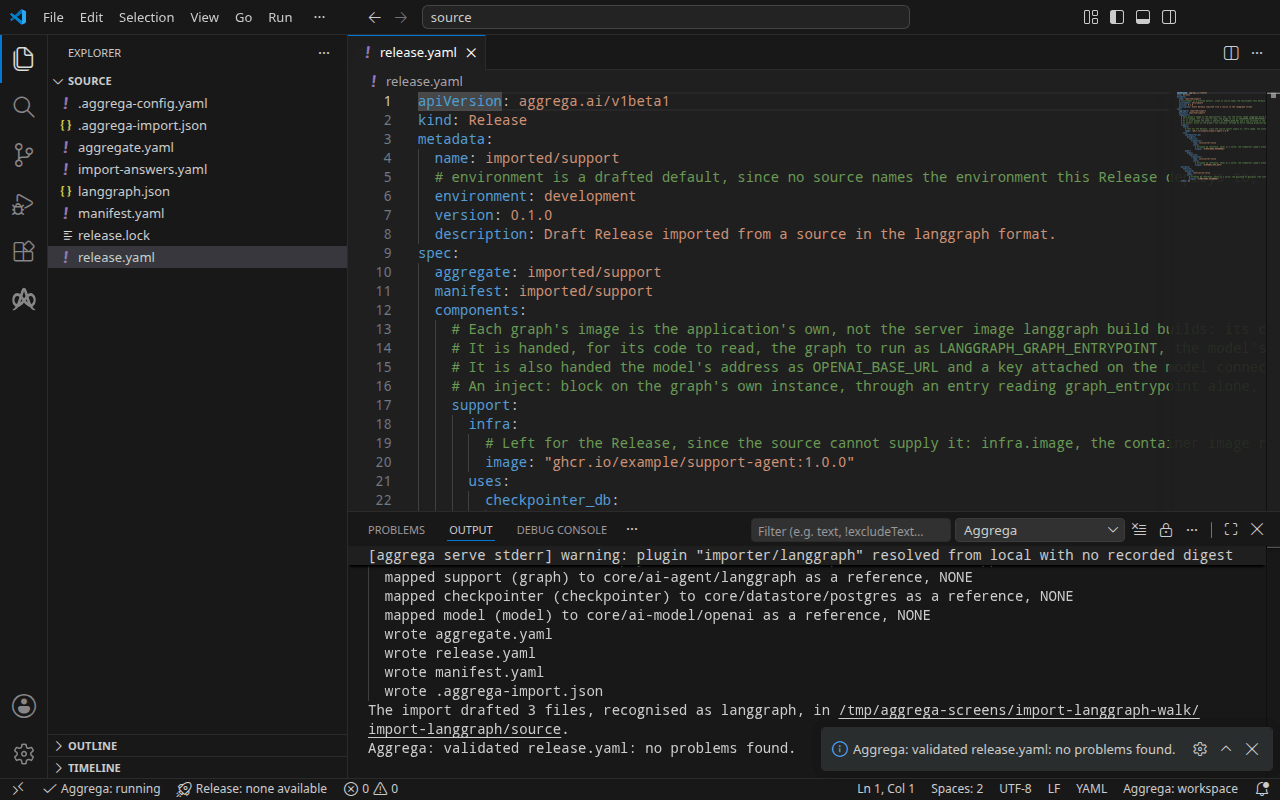 File Edit Selection View Go Run ··· source
EXPLORER ···
SOURCE
.aggrega-config.yaml
.aggrega-import.json
aggregate.yaml
import-answers.yaml
langgraph.json
manifest.yaml
release.lock
release.yaml
OUTLINE
TIMELINE
release.yaml
release.yaml
1 apiVersion: aggrega.ai/v1beta1
2 kind: Release
3 metadata:
4 name: imported/support
5 # environment is a drafted default, since no source names the environment this Release
6 environment: development
7 version: 0.1.0
8 description: Draft Release imported from a source in the langgraph format.
9 spec:
10 aggregate: imported/support
11 manifest: imported/support
12 components:
13 # Each graph's image is the application's own, not the server image langgraph build builds: its
14 # It is handed, for its code to read, the graph to run as LANGGRAPH_GRAPH_ENTRYPOINT, the model's
15 # It is also handed the model's address as OPENAI_BASE_URL and a key attached on the model
16 # An inject: block on the graph's own instance, through an entry reading graph_entrypoint alone,
17 support:
18 infra:
19 # Left for the Release, since the source cannot supply it: infra.image, the container image
20 image: "ghcr.io/example/support-agent:1.0.0"
21 uses:
22 checkpointer_db:
PROBLEMS OUTPUT DEBUG CONSOLE ··· Filter (e.g. text, !excludeText... Aggrega
[aggrega serve stderr] warning: plugin "importer/langgraph" resolved from local with no recorded digest
mapped support (graph) to core/ai-agent/langgraph as a reference, NONE
mapped checkpointer (checkpointer) to core/datastore/postgres as a reference, NONE
mapped model (model) to core/ai-model/openai as a reference, NONE
wrote aggregate.yaml
wrote release.yaml
wrote manifest.yaml
wrote .aggrega-import.json
The import drafted 3 files, recognised as langgraph, in /tmp/aggrega-screens/import-langgraph-walk/
import-langgraph/source.
Aggrega: validated release.yaml: no problems found.
Aggrega: validated release.yaml: no problems found.
Aggrega: running Release: none available 0 0 Ln 1, Col 1 Spaces: 2 UTF-8 LF YAML Aggrega: workspace